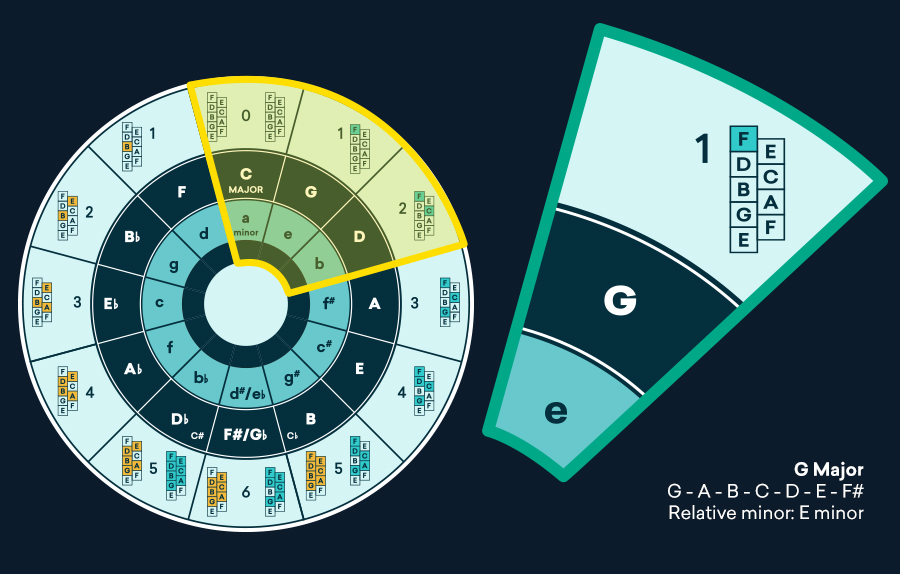 F D B G E
E C A F
0
F D B G E
E C A F
1
F D B G E
E C A F
2
F D B G E
E C A F
3
F D B G E
E C A F
4
F D B G E
E C A F
5
F D B G E
E C A F
F D B G E
E C A F
6
F D B G E
E C A F
F D B G E
E C A F
5
F D B G E
E C A F
F D B G E
E C A F
4
F D B G E
E C A F
3
F D B G E
E C A F
2
F D B G E
E C A F
1
F D B G E
E C A F
C
MAJOR
G
D
A
E
B
C♭
F#/G♭
D♭
C#
A♭
E♭
B♭
F
a
minor
e
b
f#
c#
g#
d#/e♭
b♭
f
c
g
d
1
F D B G E
E C A F
G
e
G Major
G - A - B - C - D - E - F#
Relative minor: E minor